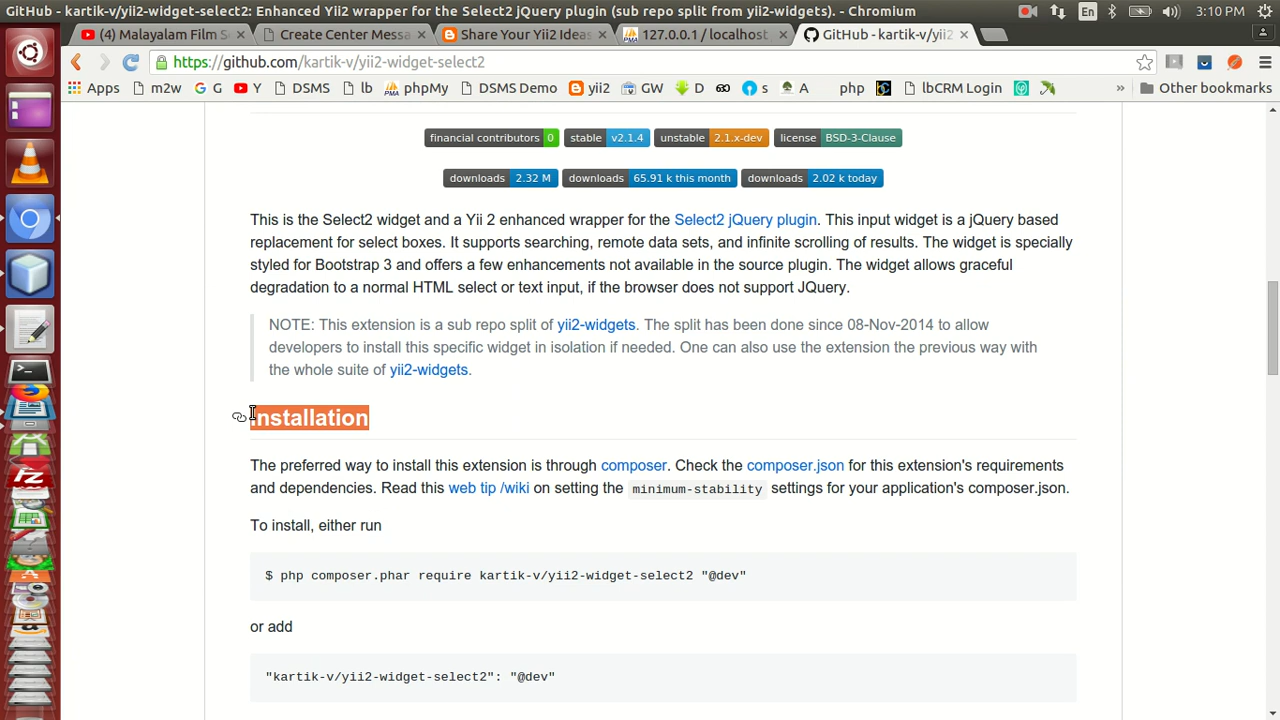 GitHub - kartik-v/yii2-widget-select2: Enhanced Yii2 wrapper for the Select2 jQuery plugin (sub repo split from yii2-widgets). - Chromium
En
3:10 PM
(4) Malayalam Film S
Create Center Messa
Share Your Yii2 Ideas
127.0.0.1 / localhost
GitHub - kartik-v/yii2
https://github.com/kartik-v/yii2-widget-select2
Apps m2w G Y DSMS lb phpMy DSMS Demo yii2 GW D s A php lbCRM Login » Other bookmarks
financial contributors 0 stable v2.1.4 unstable 2.1.x-dev license BSD-3-Clause
downloads 2.32 M downloads 65.91 k this month downloads 2.02 k today
This is the Select2 widget and a Yii 2 enhanced wrapper for the Select2 jQuery plugin. This input widget is a jQuery based
replacement for select boxes. It supports searching, remote data sets, and infinite scrolling of results. The widget is specially
styled for Bootstrap 3 and offers a few enhancements not available in the source plugin. The widget allows graceful
degradation to a normal HTML select or text input, if the browser does not support JQuery.
NOTE: This extension is a sub repo split of yii2-widgets. The split has been done since 08-Nov-2014 to allow
developers to install this specific widget in isolation if needed. One can also use the extension the previous way with
the whole suite of yii2-widgets.
Installation
The preferred way to install this extension is through composer. Check the composer.json for this extension's requirements
and dependencies. Read this web tip /wiki on setting the minimum-stability settings for your application's composer.json.
To install, either run
$ php composer.phar require kartik-v/yii2-widget-select2 "@dev"
or add
"kartik-v/yii2-widget-select2": "@dev"